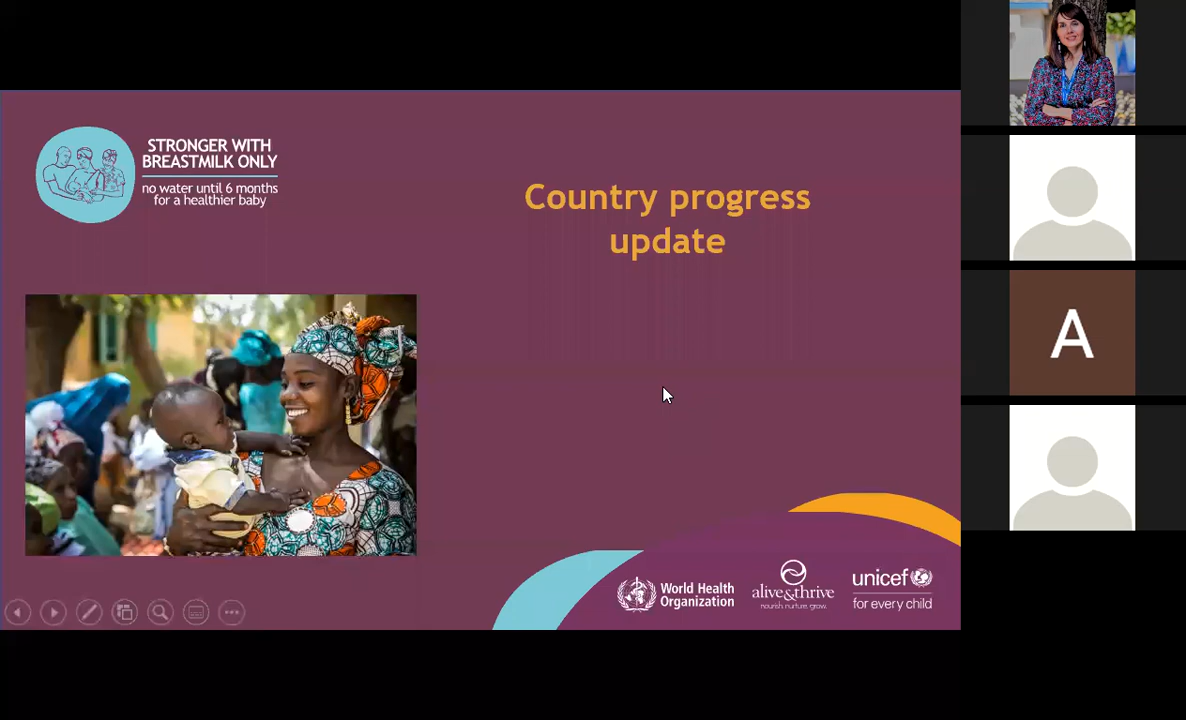 STRONGER WITH
BREASTMILK ONLY
no water until 6 months
for a healthier baby
Country progress
update
World Health
Organization
alive&thrive
nourish. nurture. grow.
unicef
for every child
A